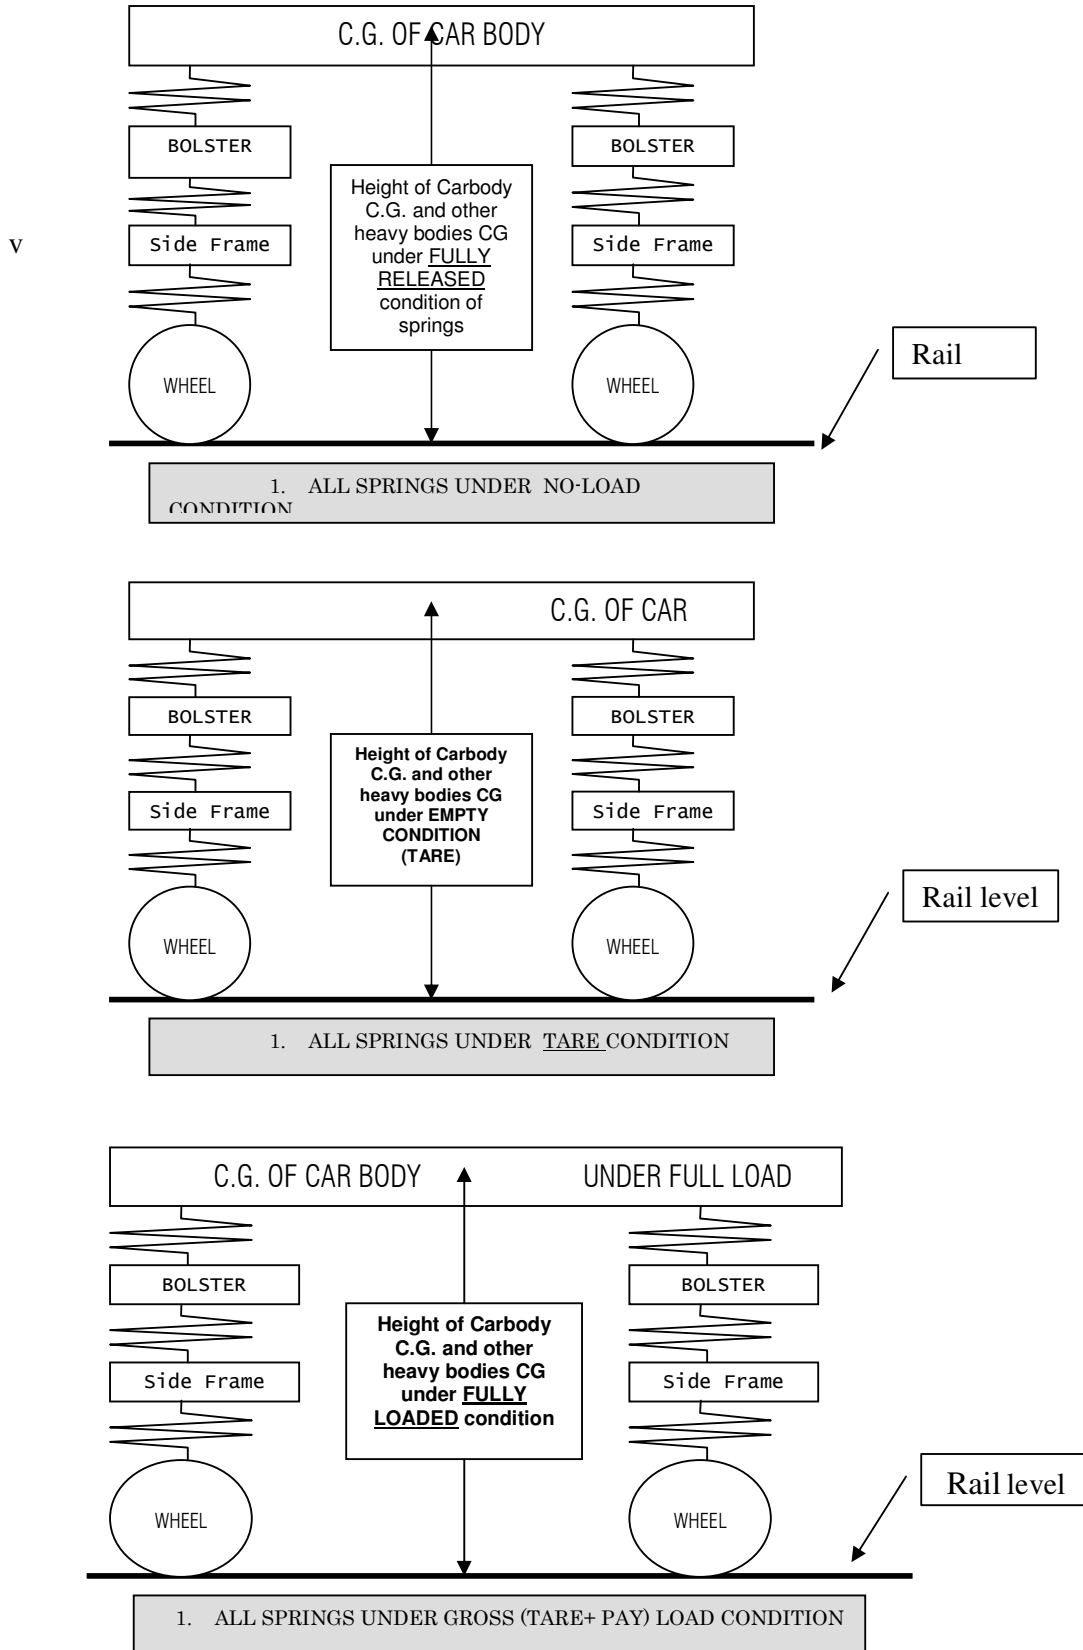 C.G. OF CAR BODY
BOLSTER
BOLSTER
Height of Carbody
C.G. and other
heavy bodies CG
under FULLY
RELEASED
condition of
springs
v
Side Frame
Side Frame
Rail
WHEEL
WHEEL
1. ALL SPRINGS UNDER NO-LOAD
CONDITION
C.G. OF CAR
BOLSTER
BOLSTER
Height of Carbody
C.G. and other
heavy bodies CG
under EMPTY
CONDITION
(TARE)
Side Frame
Side Frame
Rail level
WHEEL
WHEEL
1. ALL SPRINGS UNDER TARE CONDITION
C.G. OF CAR BODY UNDER FULL LOAD
BOLSTER
BOLSTER
Height of Carbody
C.G. and other
heavy bodies CG
under FULLY
LOADED condition
Side Frame
Side Frame
Rail level
WHEEL
WHEEL
1. ALL SPRINGS UNDER GROSS (TARE+ PAY) LOAD CONDITION